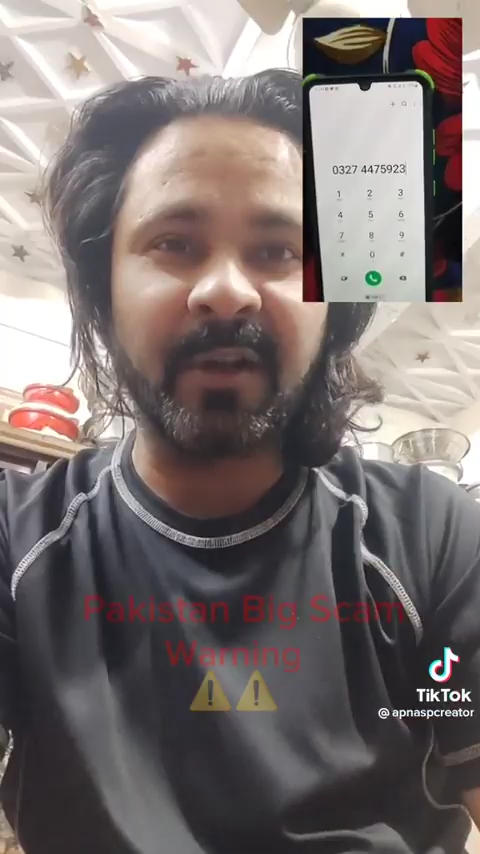 0327 4475923
1 2 3
4 5 6
7 8 9
* 0 #
Pakistan Big Scam
Warning
TikTok
@ apnaspcreator